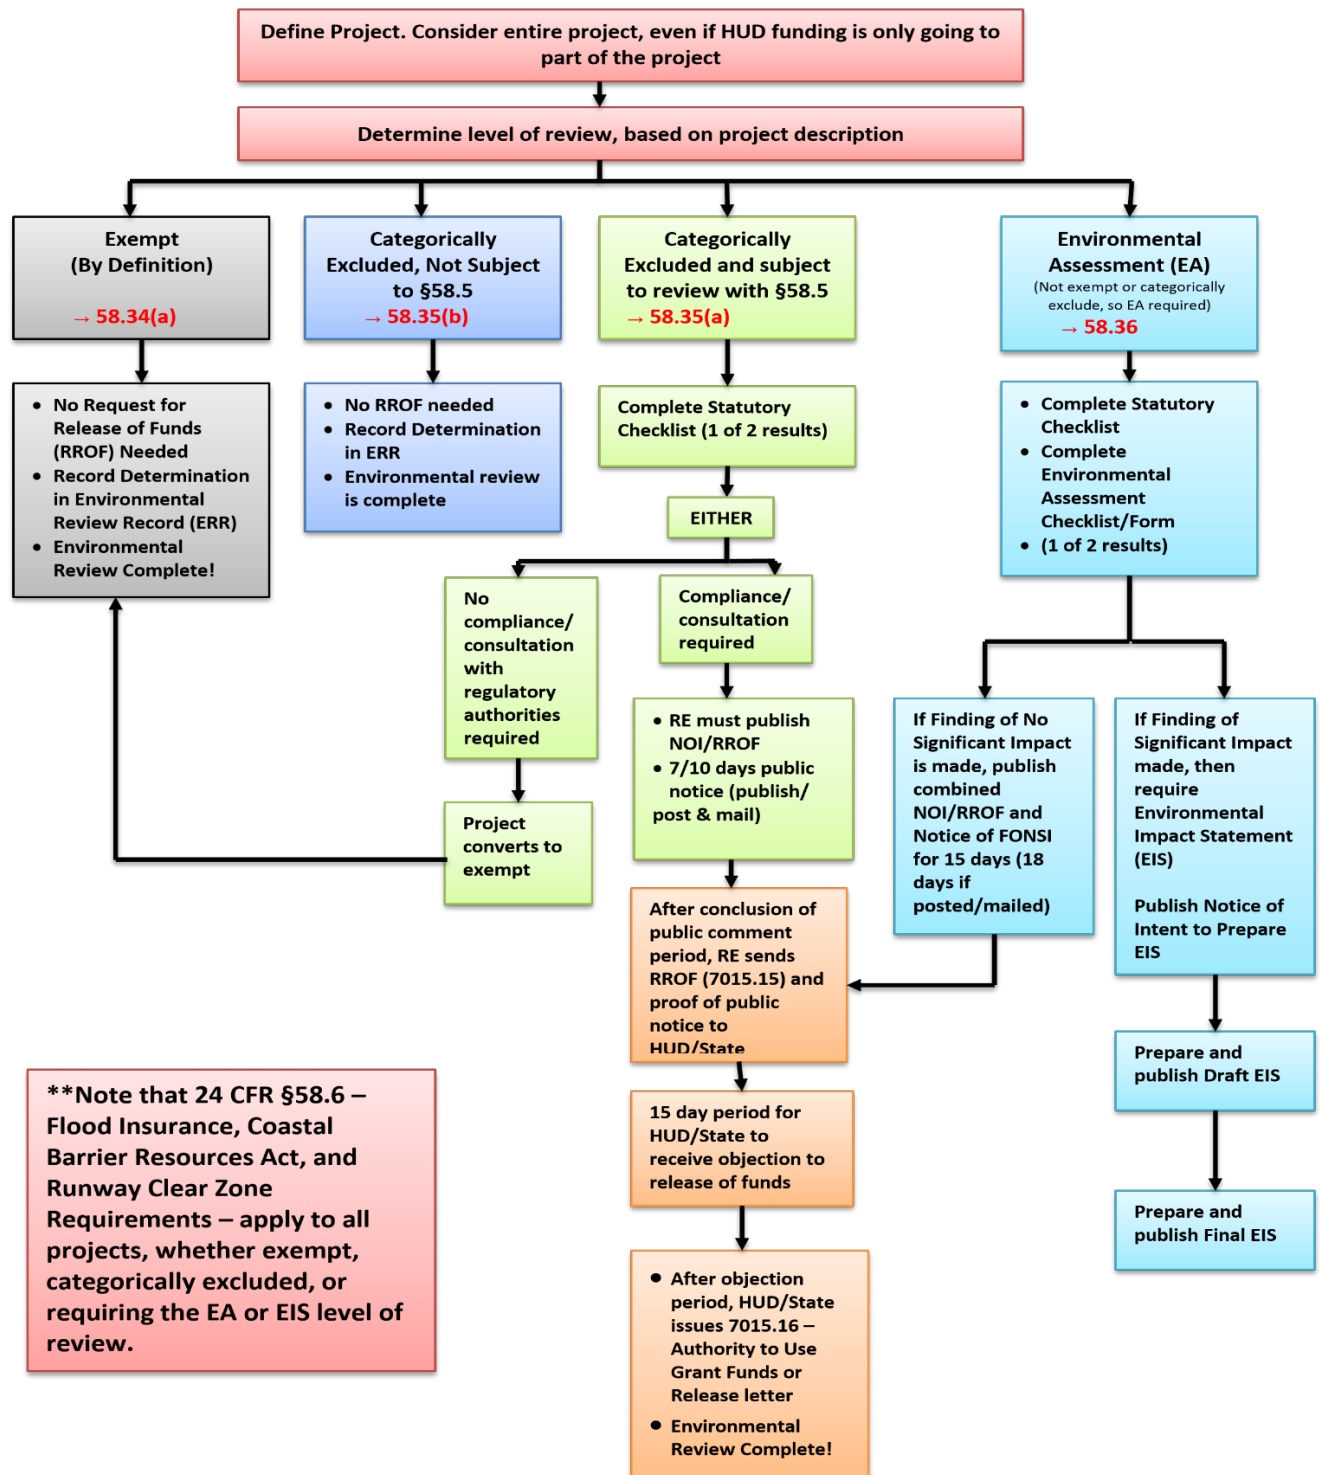 Define Project. Consider entire project, even if HUD funding is only going to
part of the project
Determine level of review, based on project description
Exempt
(By Definition)
→ 58.34(a)
Categorically
Excluded, Not Subject
to §58.5
→ 58.35(b)
Categorically
Excluded and subject
to review with §58.5
→ 58.35(a)
Environmental
Assessment (EA)
(Not exempt or categorically
exclude, so EA required)
→ 58.36
• No Request for
Release of Funds
(RROF) Needed
• Record Determination
in Environmental
Review Record (ERR)
• Environmental
Review Complete!
• No RROF needed
• Record Determination
in ERR
• Environmental review
is complete
Complete Statutory
Checklist (1 of 2 results)
• Complete Statutory
Checklist
• Complete
Environmental
Assessment
Checklist/Form
• (1 of 2 results)
EITHER
No
compliance/
consultation
with
regulatory
authorities
required
Compliance/
consultation
required
Project
converts to
exempt
• RE must publish
NOI/RROF
• 7/10 days public
notice (publish/
post & mail)
If Finding of No
Significant Impact
is made, publish
combined
NOI/RROF and
Notice of FONSI
for 15 days (18
days if
posted/mailed)
If Finding of
Significant Impact
made, then
require
Environmental
Impact Statement
(EIS)
Publish Notice of
Intent to Prepare
EIS
After conclusion of
public comment
period, RE sends
RROF (7015.15) and
proof of public
notice to
HUD/State
Prepare and
publish Draft EIS
15 day period for
HUD/State to
receive objection to
release of funds
Prepare and
publish Final EIS
• After objection
period, HUD/State
issues 7015.16 –
Authority to Use
Grant Funds or
Release letter
• Environmental
Review Complete!
**Note that 24 CFR §58.6 –
Flood Insurance, Coastal
Barrier Resources Act, and
Runway Clear Zone
Requirements – apply to all
projects, whether exempt,
categorically excluded, or
requiring the EA or EIS level of
review.